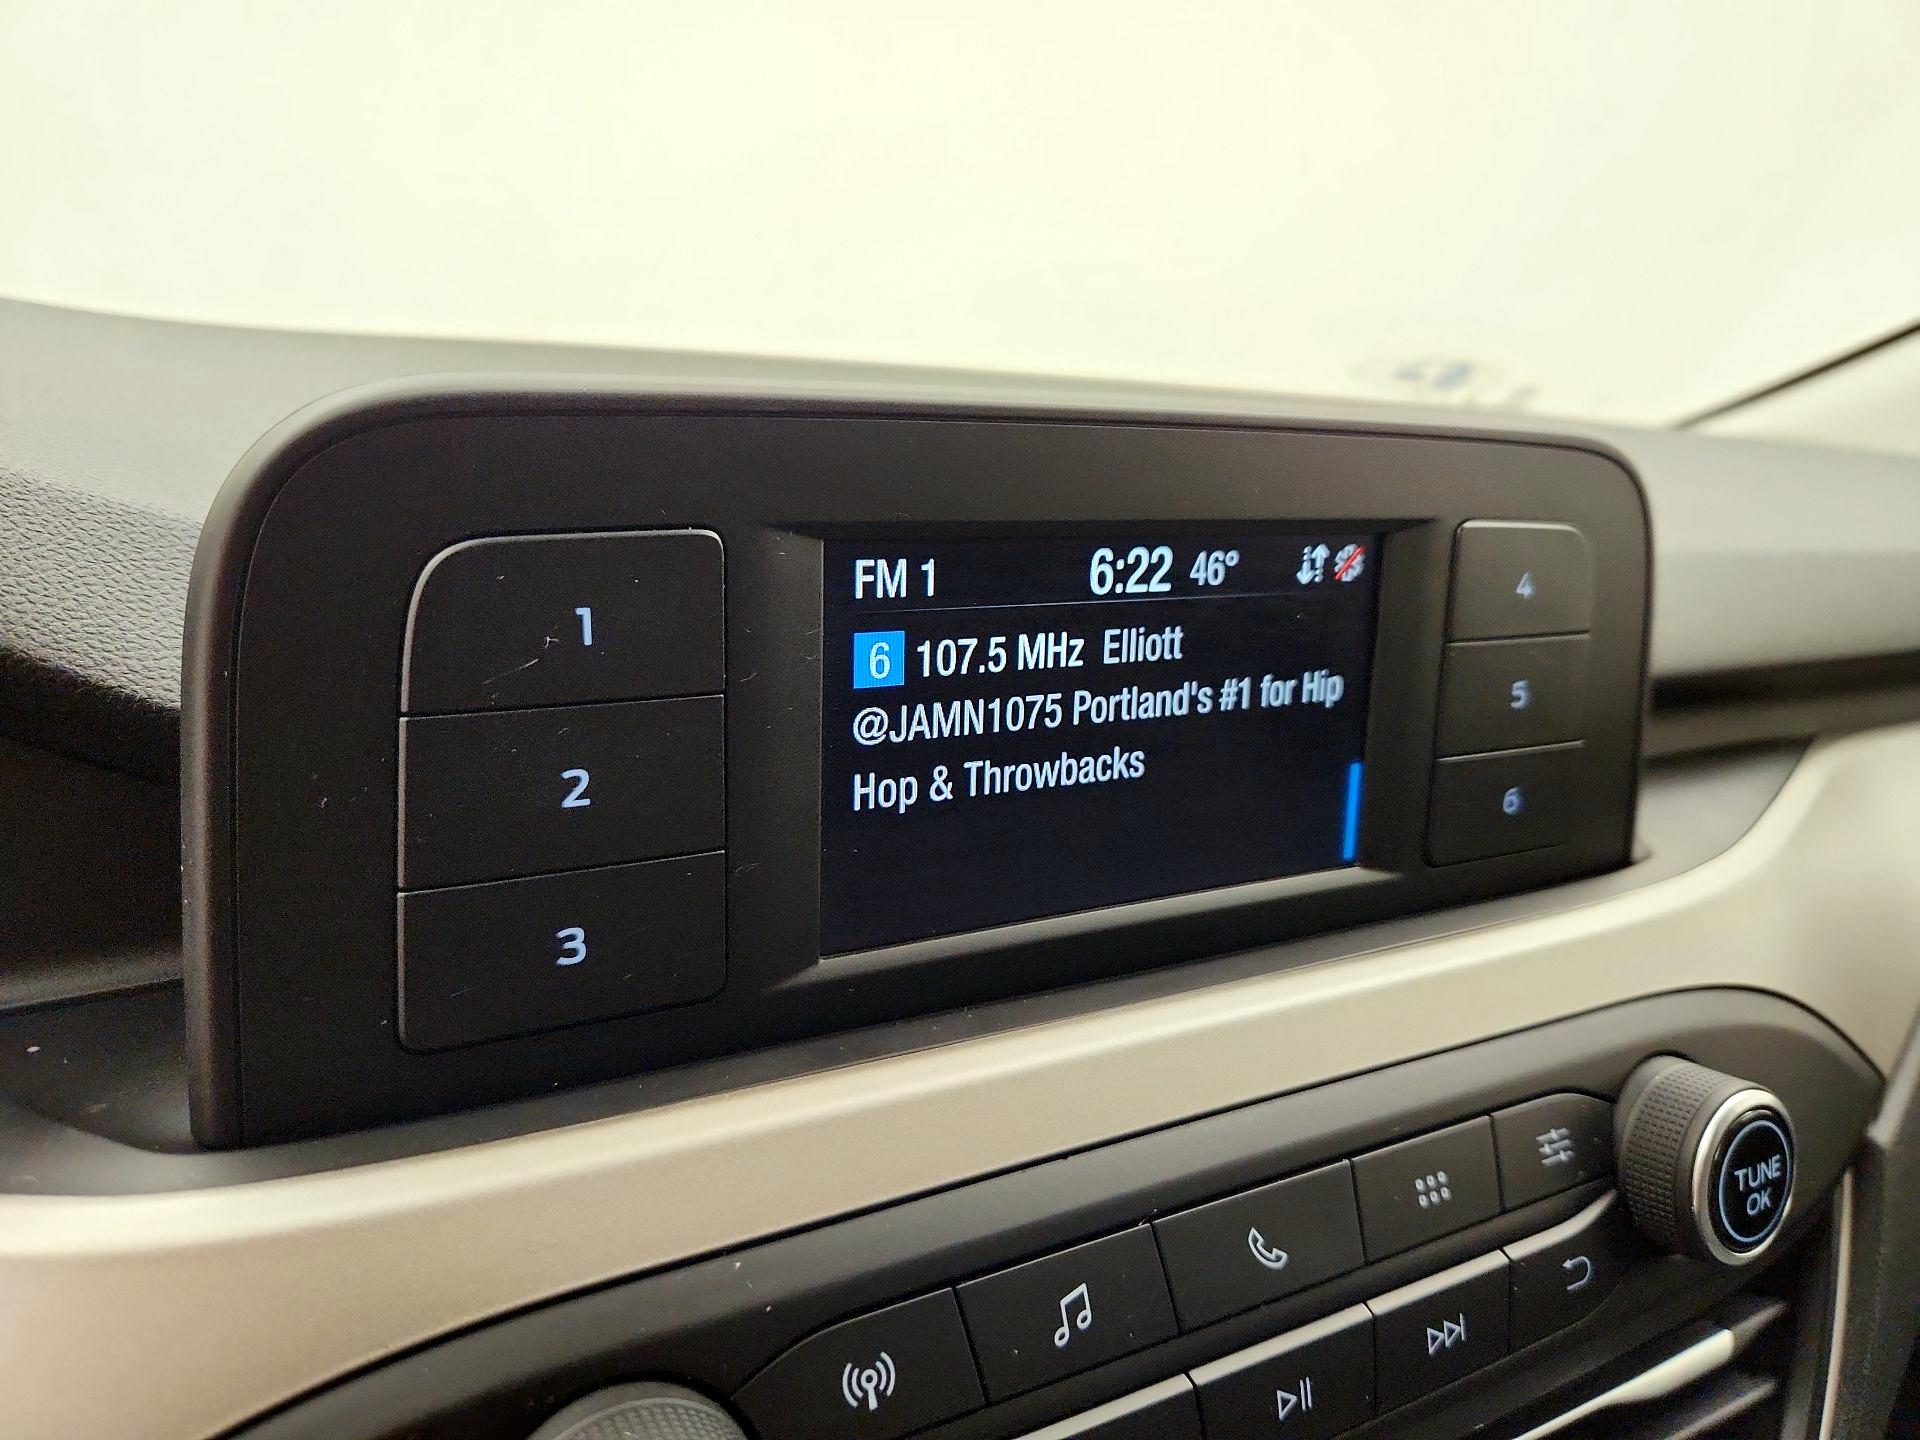 FM 1 6:22 46°
6 107.5 MHz Elliott
@JAMN1075 Portland's #1 for Hip
Hop & Throwbacks
1
2
3
4
5
6
TUNE
OK